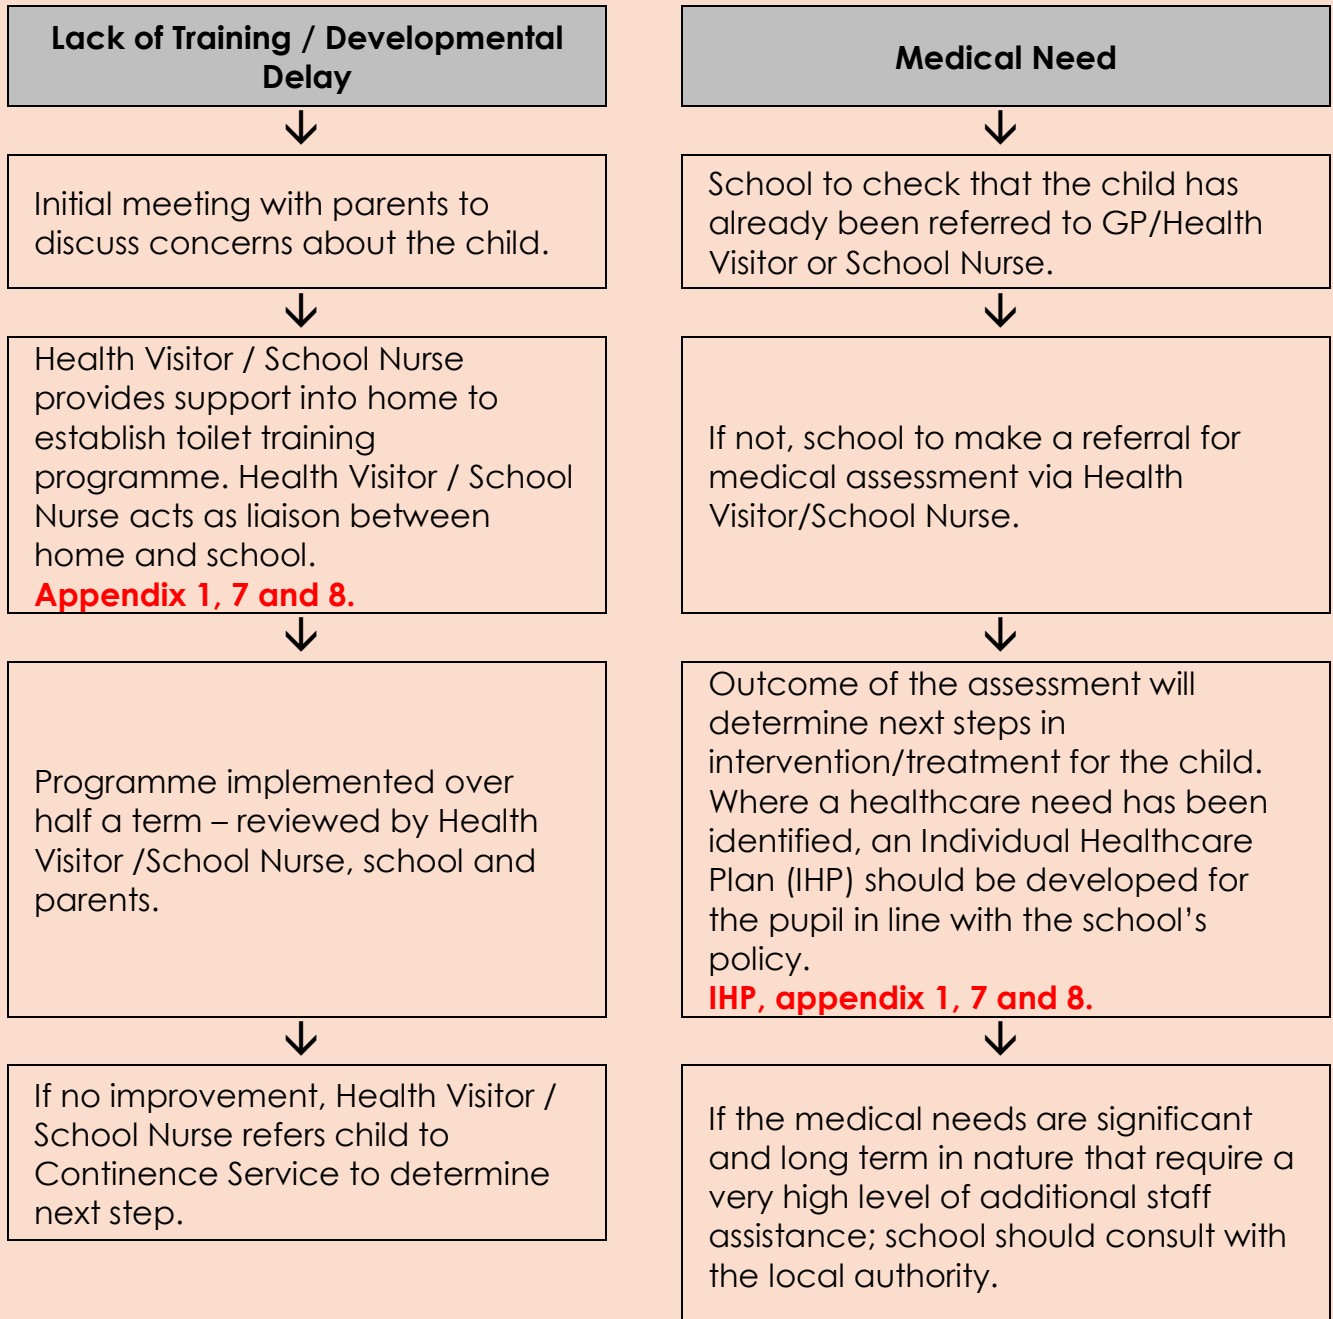 Lack of Training / Developmental
Delay
↓
Initial meeting with parents to
discuss concerns about the child.
↓
Health Visitor / School Nurse
provides support into home to
establish toilet training
programme. Health Visitor / School
Nurse acts as liaison between
home and school.
Appendix 1, 7 and 8.
↓
Programme implemented over
half a term – reviewed by Health
Visitor /School Nurse, school and
parents.
↓
If no improvement, Health Visitor /
School Nurse refers child to
Continence Service to determine
next step.
Medical Need
↓
School to check that the child has
already been referred to GP/Health
Visitor or School Nurse.
↓
If not, school to make a referral for
medical assessment via Health
Visitor/School Nurse.
↓
Outcome of the assessment will
determine next steps in
intervention/treatment for the child.
Where a healthcare need has been
identified, an Individual Healthcare
Plan (IHP) should be developed for
the pupil in line with the school’s
policy.
IHP, appendix 1, 7 and 8.
↓
If the medical needs are significant
and long term in nature that require a
very high level of additional staff
assistance; school should consult with
the local authority.